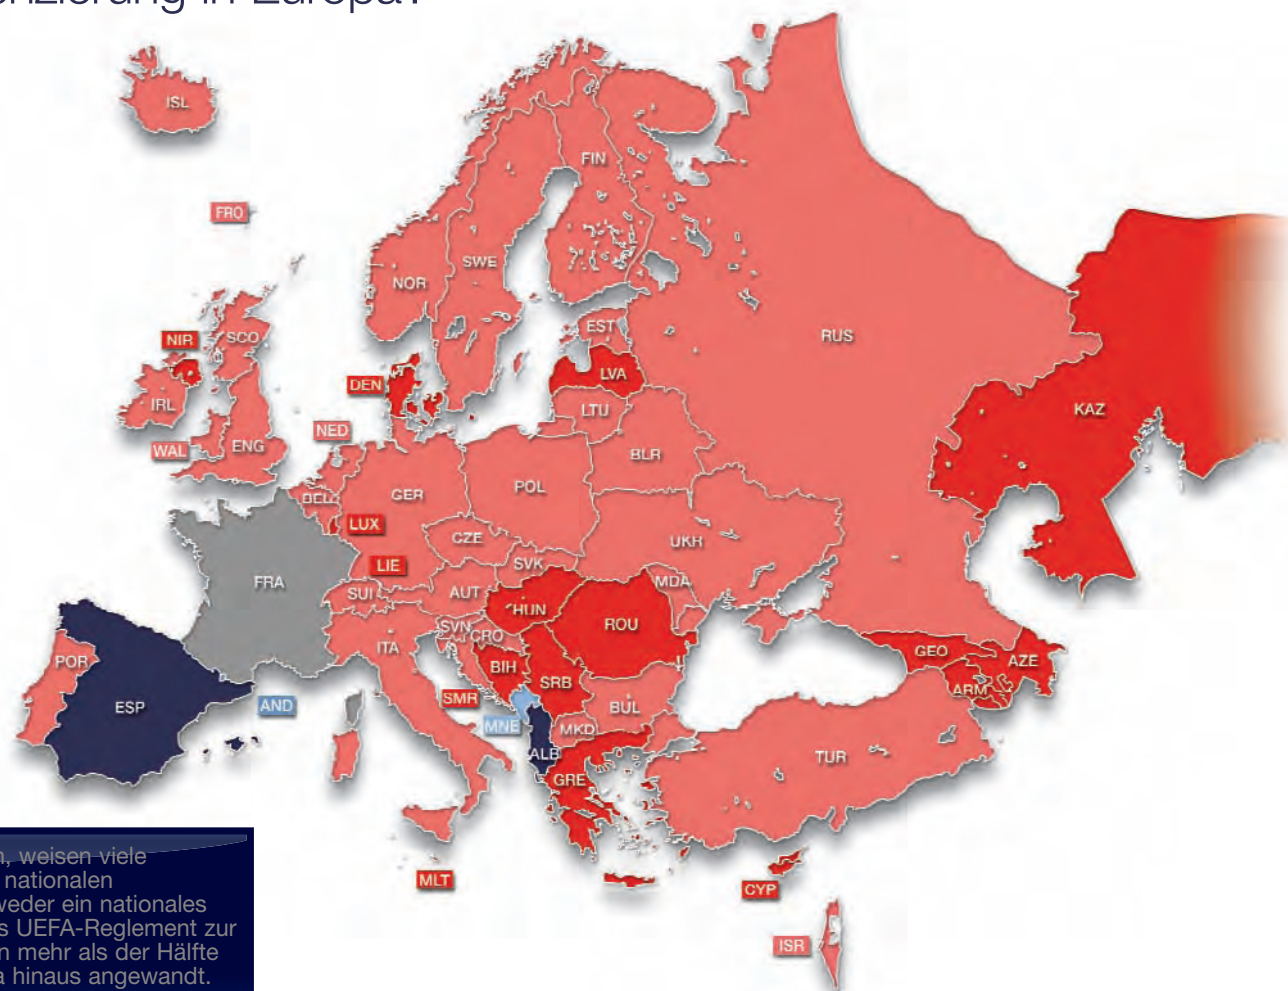 in Europa?
ISL
FIN
FRO
SWE
NOR
RUS
EST
NIR
SCO
LVA
DEN
KAZ
IRL
LTU
NED
WAL
ENG
BLR
BEL
GER
POL
LUX
CZE
UKR
LIE
SVK
FRA
MDA
SUI
AUT
HUN
ROU
SVN
CRO
ITA
GEO
AZE
POR
BIH
SRB
ARM
SMR
ESP
AND
BUL
MNE
MKD
ALB
TUR
GRE
MLT
CYP
ISR
weisen viele
nationalen
ein nationales
UEFA-Reglement zur
mehr als der Hälfte
hinaus angewandt.